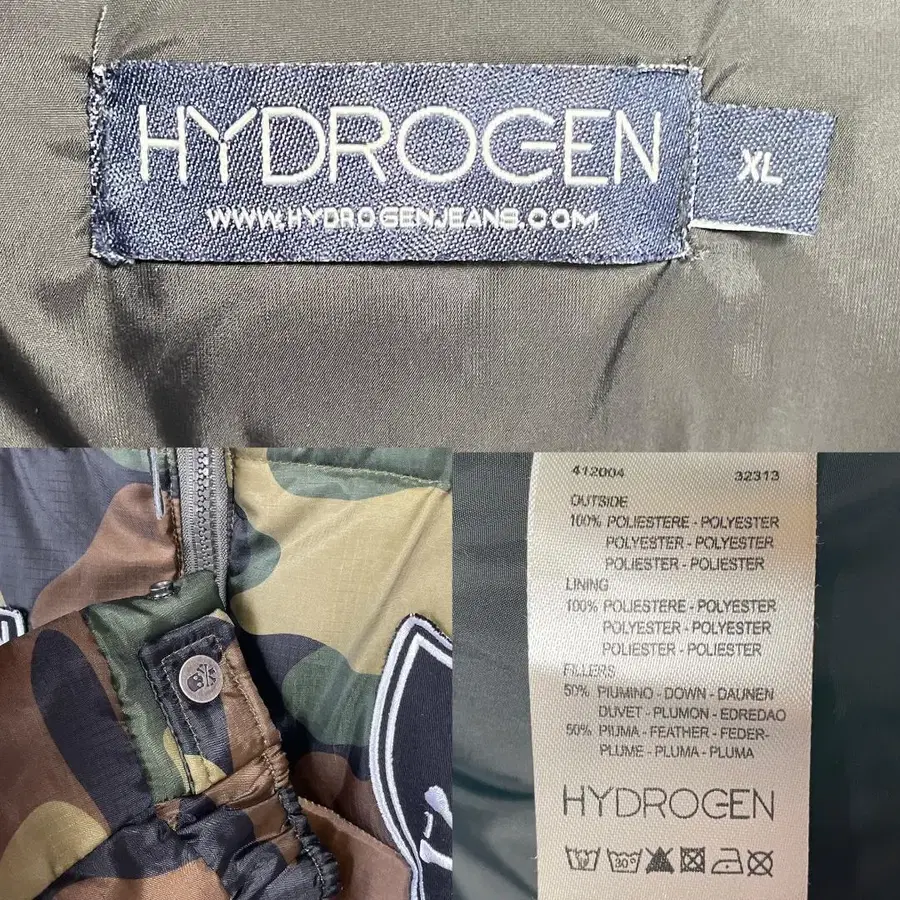 HYDROGEN
WWW.HYDROGENJEANS.COM
XL
412004 32313
OUTSIDE
100% POLIESTERE - POLYESTER
POLYESTER - POLYESTER
POLIESTER - POLIESTER
LINING
100% POLIESTERE - POLYESTER
POLYESTER - POLYESTER
POLIESTER - POLIESTER
FILLERS
50% PIUMINO - DOWN - DAUNEN
DUVET - PLUMON - EDREDAO
50% PIUMA - FEATHER - FEDER-
PLUME - PLUMA - PLUMA
HYDROGEN
30°